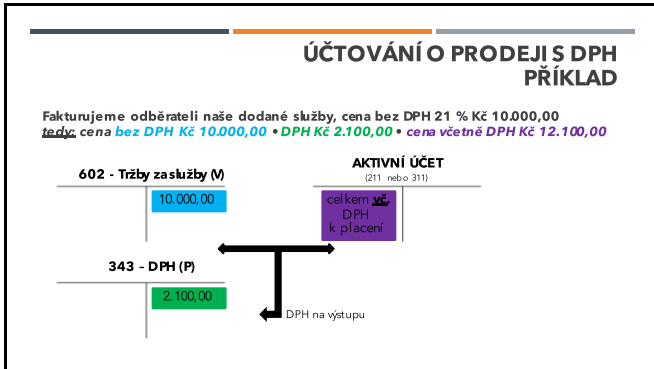 ÚČTOVÁNÍ O PRODEJI S DPH
PŘÍKLAD
Fakturujeme odběrateli naše dodané služby, cena bez DPH 21 % Kč 10.000,00
tedy: cena bez DPH Kč 10.000,00 • DPH Kč 2.100,00 • cena včetně DPH Kč 12.100,00
AKTIVNÍ ÚČET
(211 nebo 311)
602 - Tržby za služby (V)
10.000,00
celkem vč.
DPH
k placení
343 – DPH (P)
2.100,00
DPH na výstupu